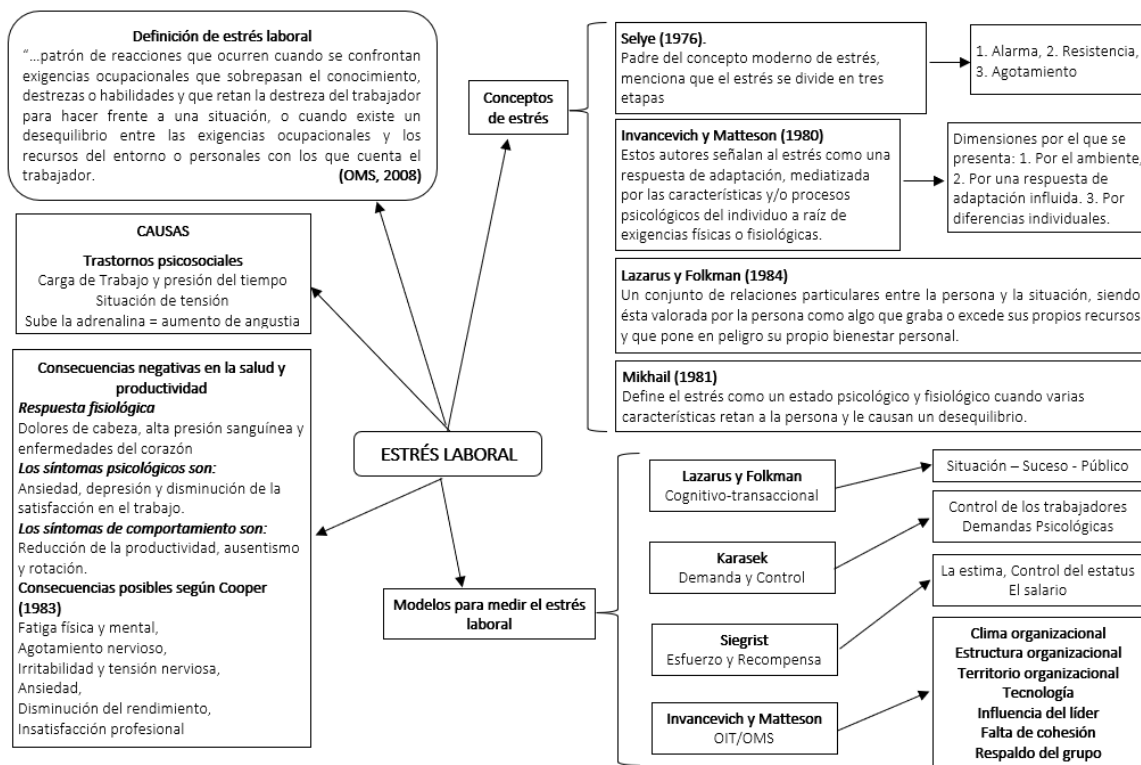 Definición de estrés laboral
“…patrón de reacciones que ocurren cuando se confrontan
exigencias ocupacionales que sobrepasan el conocimiento,
destrezas o habilidades y que retan la destreza del trabajador
para hacer frente a una situación, o cuando existe un
desequilibrio entre las exigencias ocupacionales y los
recursos del entorno o personales con los que cuenta el
trabajador. (OMS, 2008)
CAUSAS
Trastornos psicosociales
Carga de Trabajo y presión del tiempo
Situación de tensión
Sube la adrenalina = aumento de angustia
Consecuencias negativas en la salud y
productividad
Respuesta fisiológica
Dolores de cabeza, alta presión sanguínea y
enfermedades del corazón
Los síntomas psicológicos son:
Ansiedad, depresión y disminución de la
satisfacción en el trabajo.
Los síntomas de comportamiento son:
Reducción de la productividad, ausentismo
y rotación.
Consecuencias posibles según Cooper
(1983)
Fatiga física y mental,
Agotamiento nervioso,
Irritabilidad y tensión nerviosa,
Ansiedad,
Disminución del rendimiento,
Insatisfacción profesional
ESTRÉS LABORAL
Conceptos
de estrés
Selye (1976).
Padre del concepto moderno de estrés,
menciona que el estrés se divide en tres
etapas
1. Alarma, 2. Resistencia,
3. Agotamiento
Invancevich y Matteson (1980)
Estos autores señalan al estrés como una
respuesta de adaptación, mediatizada
por las características y/o procesos
psicológicos del individuo a raíz de
exigencias físicas o fisiológicas.
Dimensiones por el que se
presenta: 1. Por el ambiente,
2. Por una respuesta de
adaptación influida. 3. Por
diferencias individuales.
Lazarus y Folkman (1984)
Un conjunto de relaciones particulares entre la persona y la situación, siendo
ésta valorada por la persona como algo que graba o excede sus propios recursos
y que pone en peligro su propio bienestar personal.
Mikhail (1981)
Define el estrés como un estado psicológico y fisiológico cuando varias
características retan a la persona y le causan un desequilibrio.
Modelos para medir el estrés
laboral
Lazarus y Folkman
Cognitivo-transaccional
Situación – Suceso - Público
Karasek
Demanda y Control
Control de los trabajadores
Demandas Psicológicas
Siegrist
Esfuerzo y Recompensa
La estima, Control del estatus
El salario
Invancevich y Matteson
OIT/OMS
Clima organizacional
Estructura organizacional
Territorio organizacional
Tecnología
Influencia del líder
Falta de cohesión
Respaldo del grupo